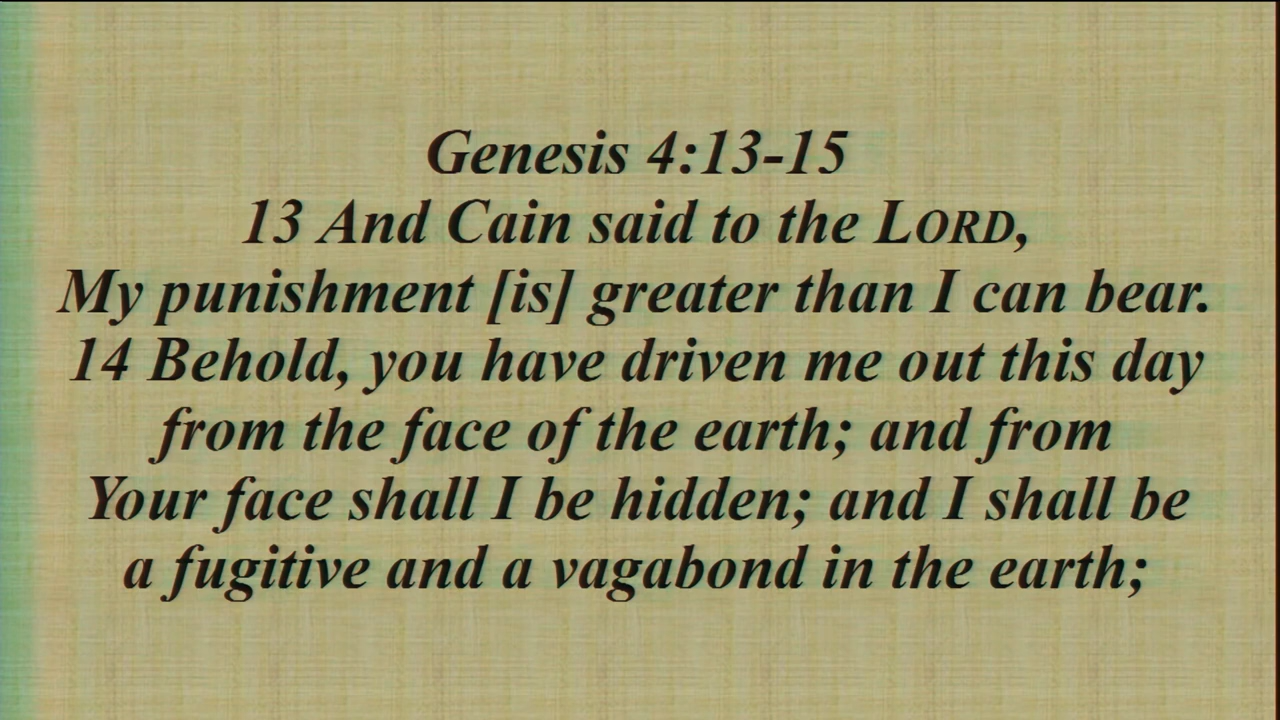 Genesis 4:13-15
13 And Cain said to the LORD,
My punishment [is] greater than I can bear.
14 Behold, you have driven me out this day
from the face of the earth; and from
Your face shall I be hidden; and I shall be
a fugitive and a vagabond in the earth;